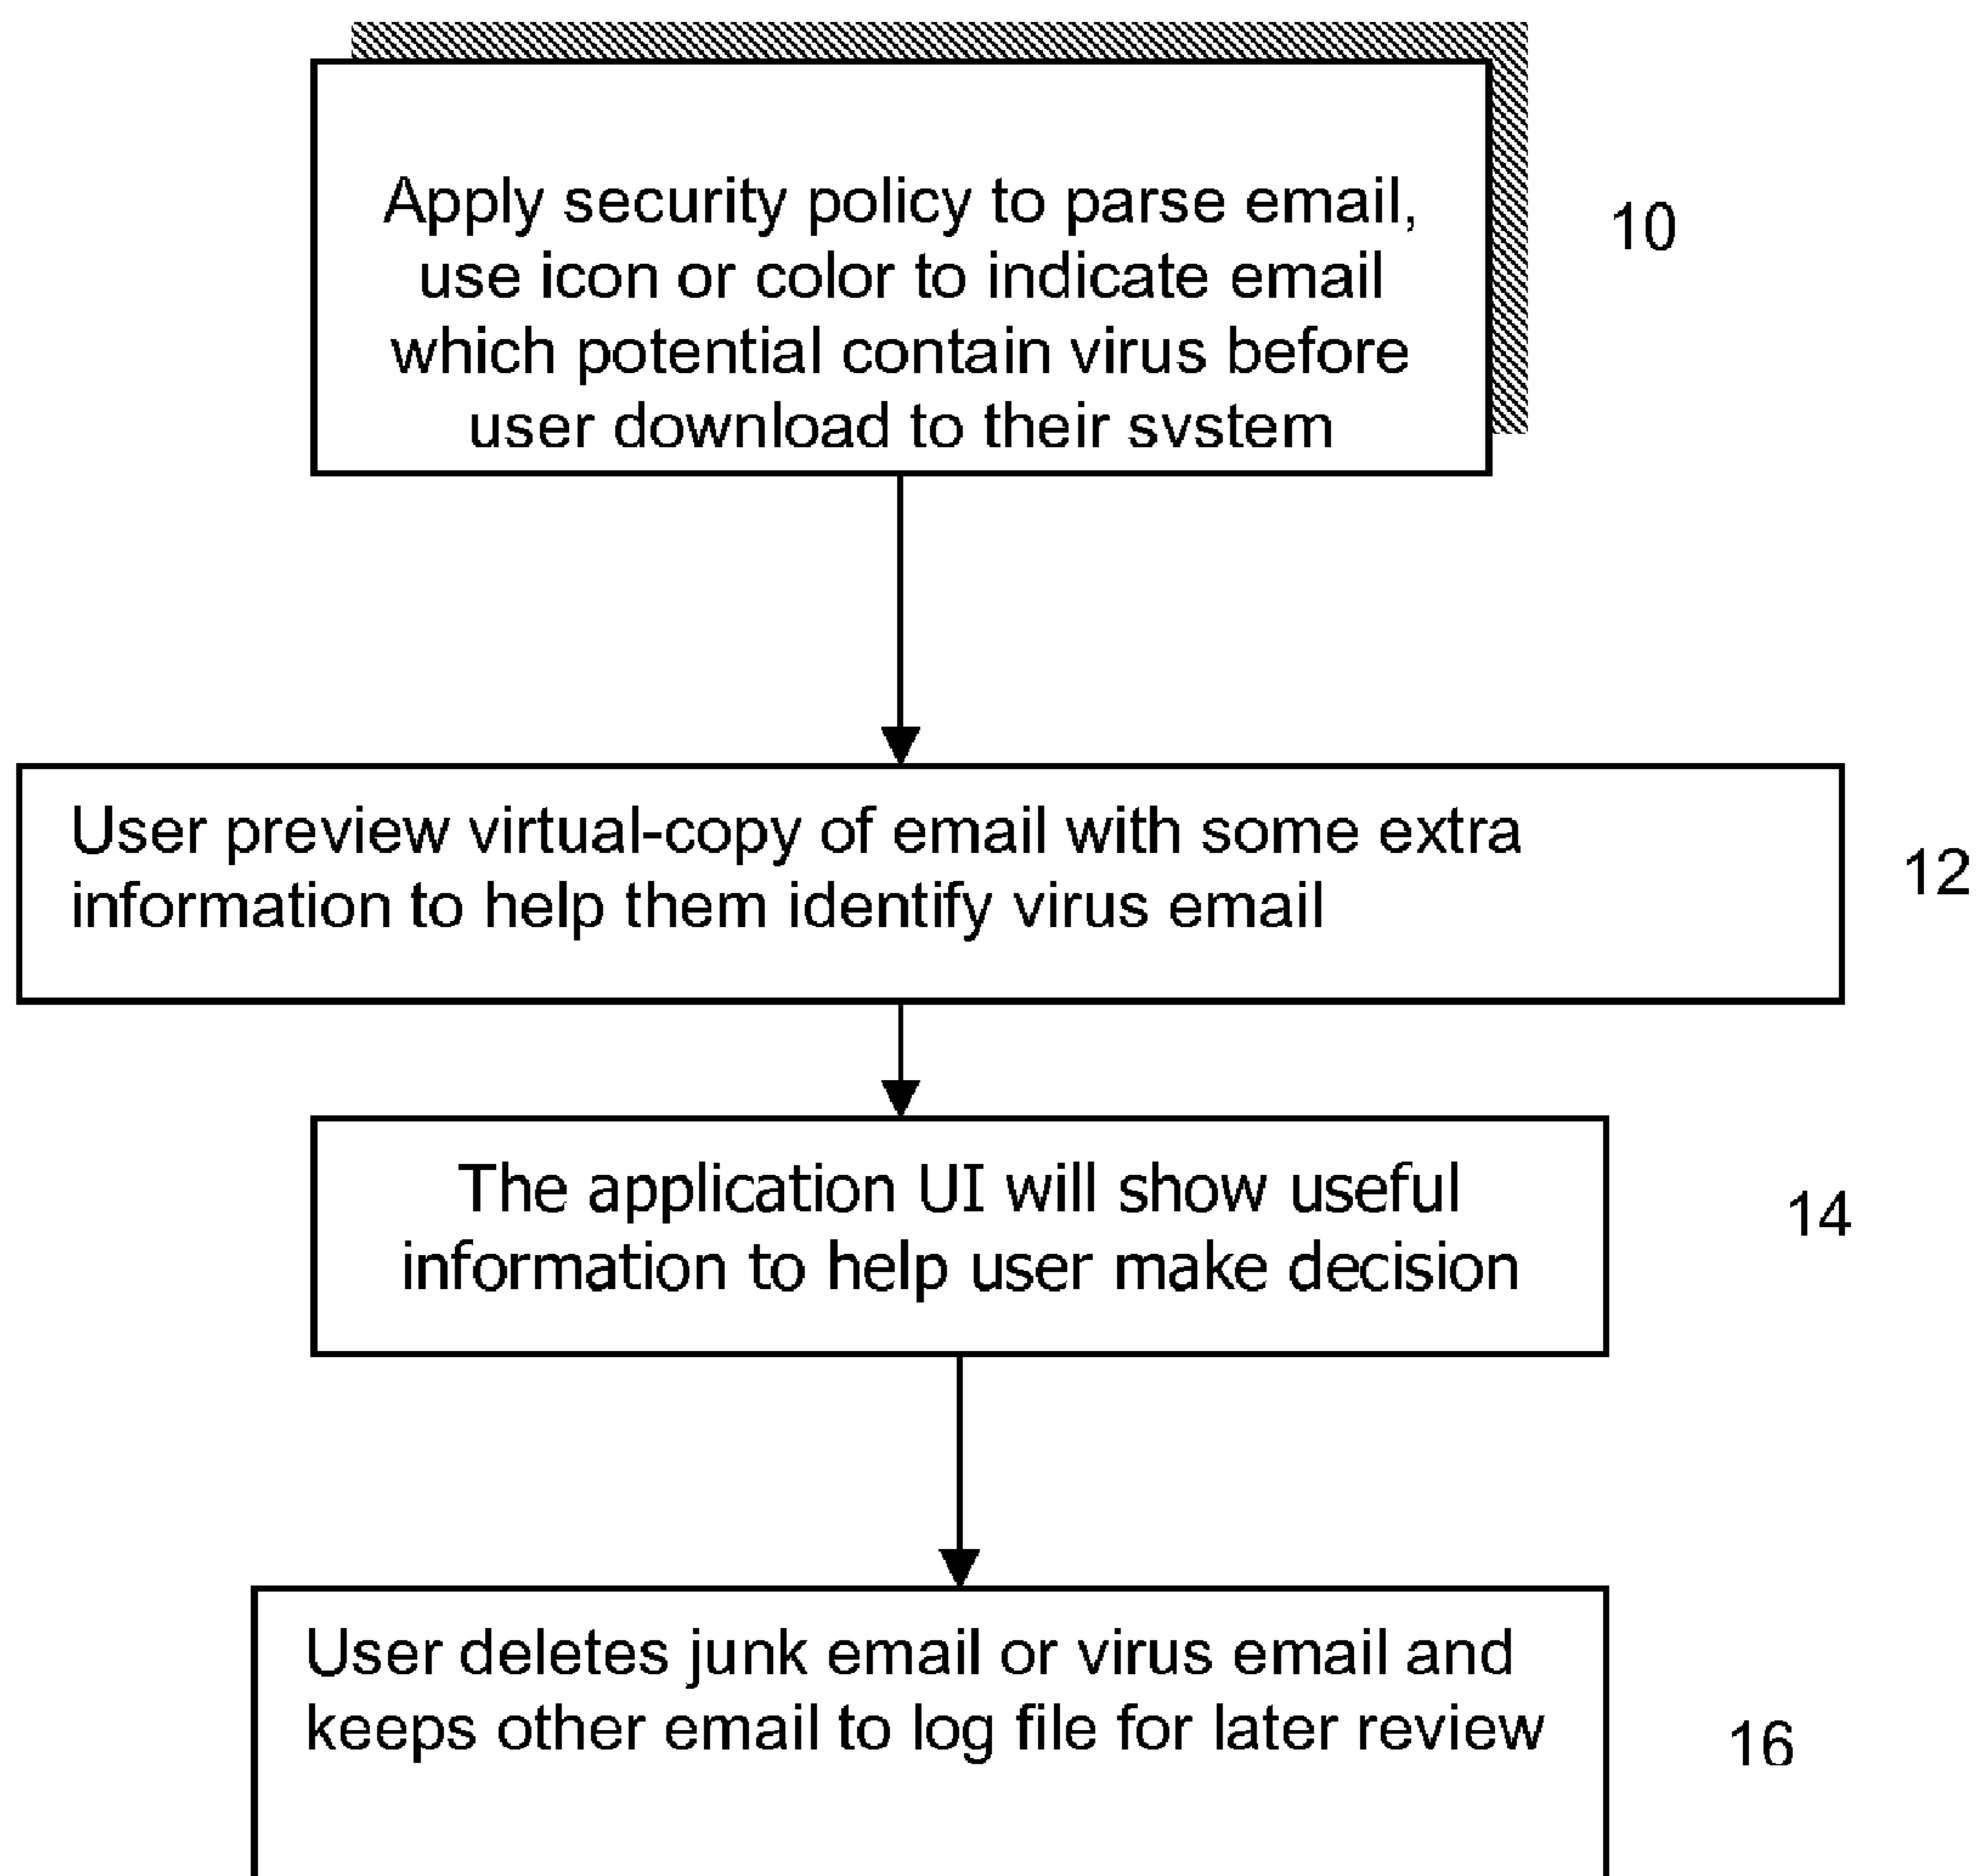 Apply security policy to parse email,
use icon or color to indicate email
which potential contain virus before
user download to their system
10
User preview virtual-copy of email with some extra
information to help them identify virus email
12
The application UI will show useful
information to help user make decision
14
User deletes junk email or virus email and
keeps other email to log file for later review
16